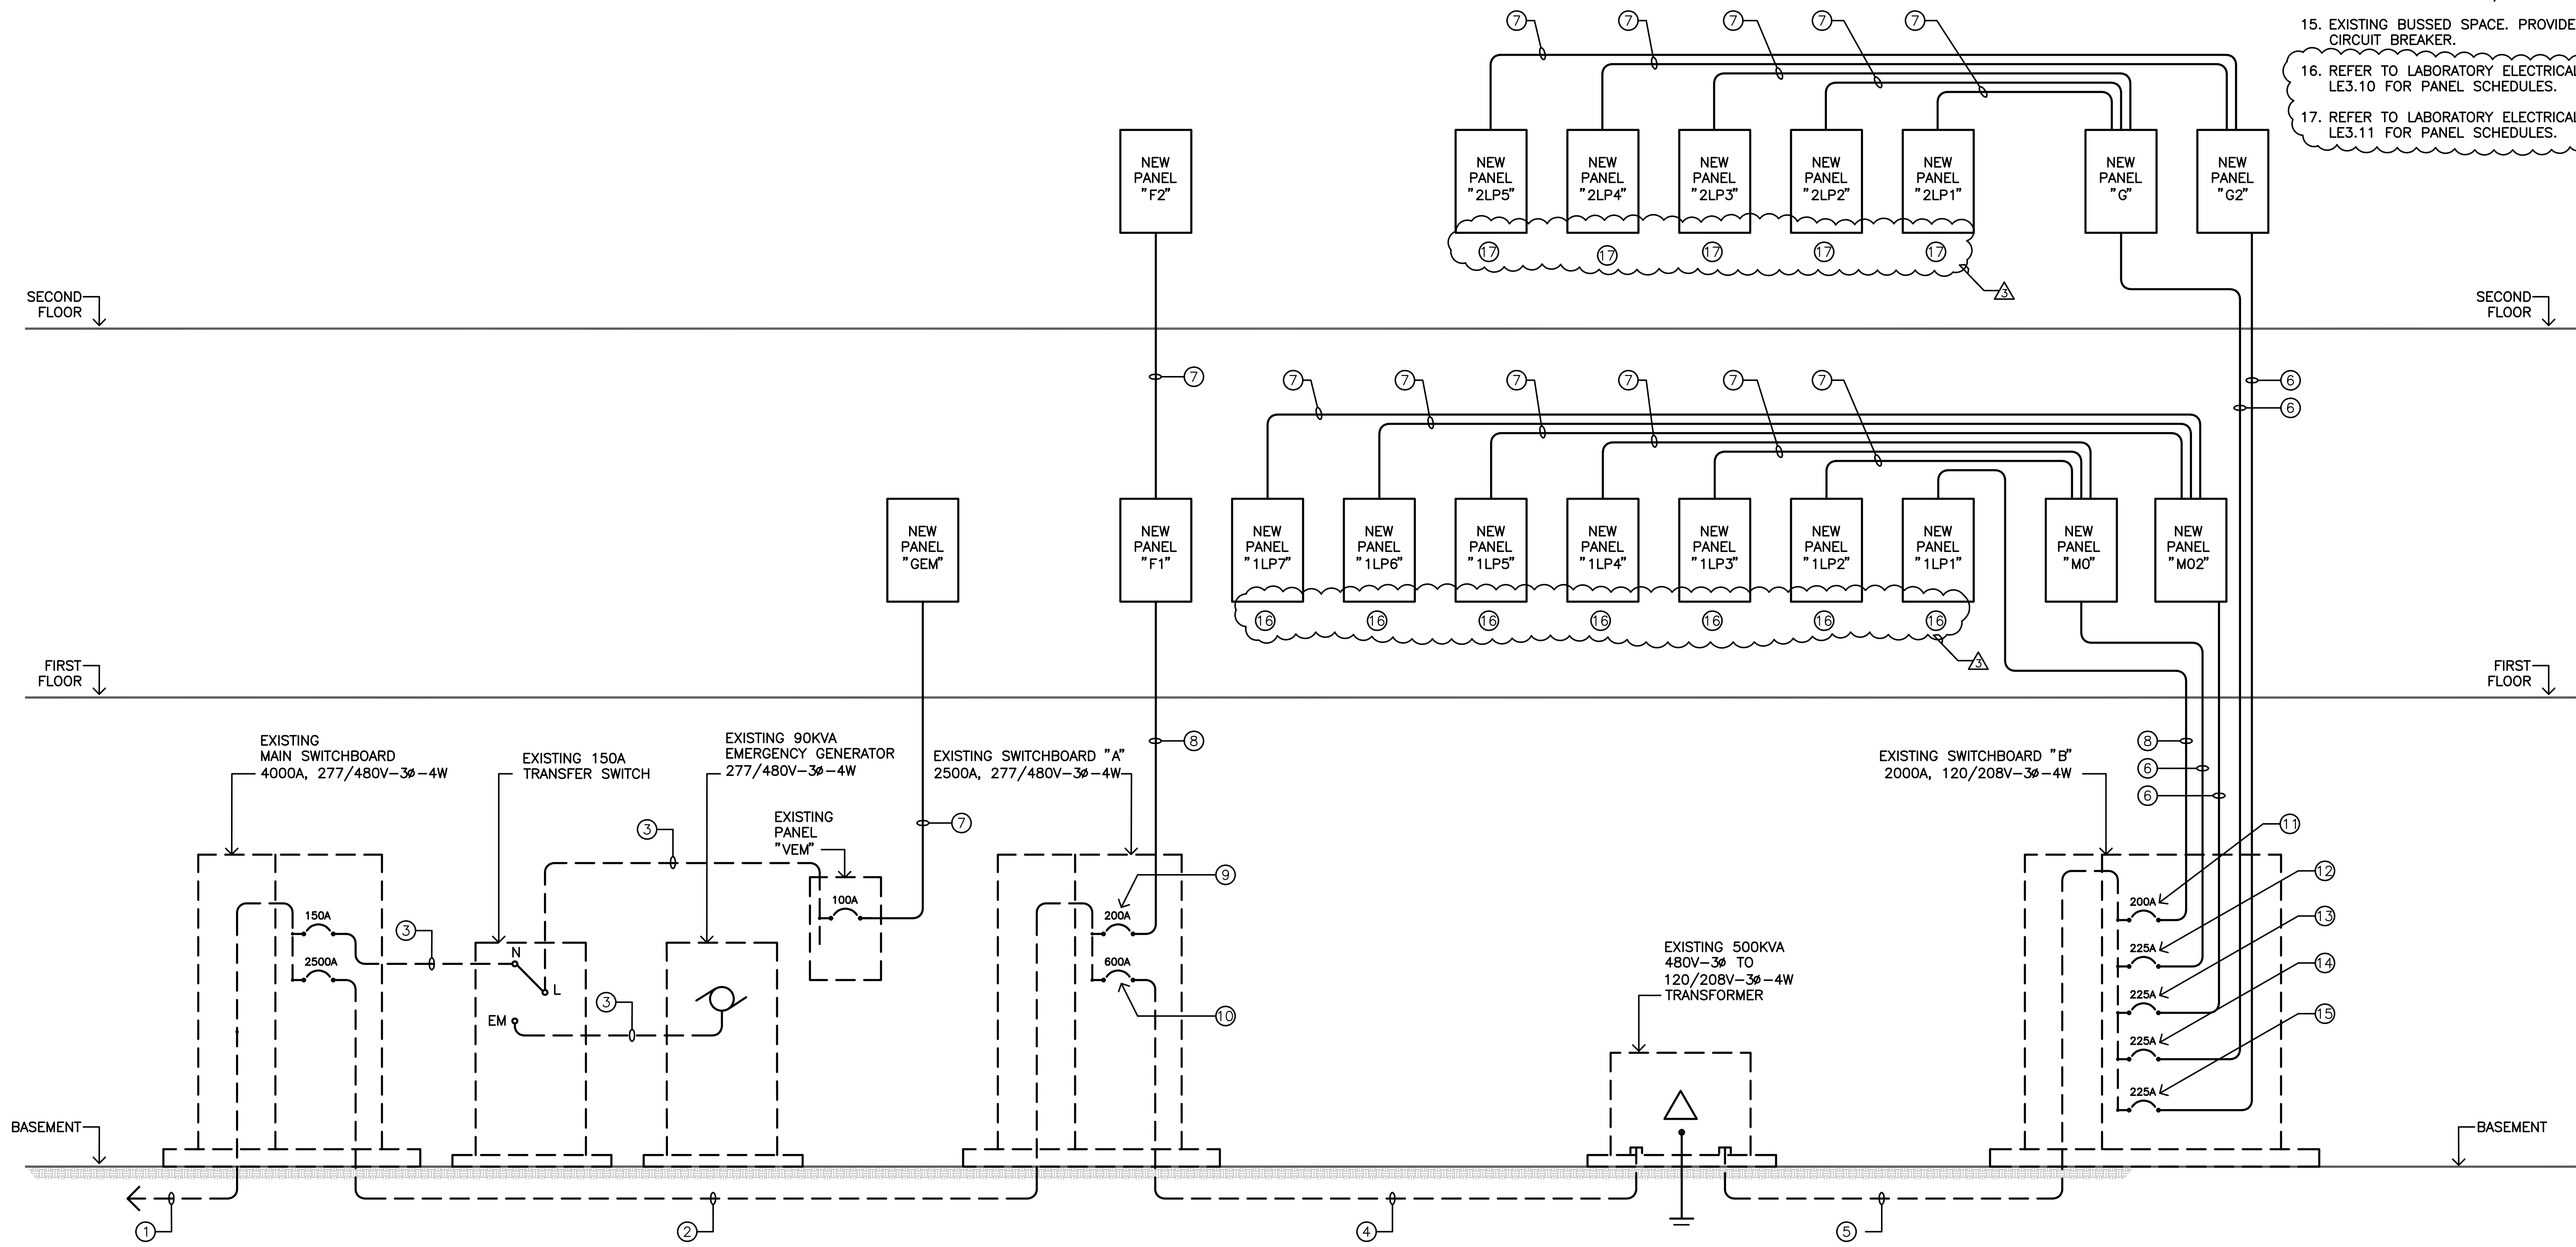 15. EXISTING BUSSED SPACE. PROVIDE
CIRCUIT BREAKER.
16. REFER TO LABORATORY ELECTRICAL
LE3.10 FOR PANEL SCHEDULES.
17. REFER TO LABORATORY ELECTRICAL
LE3.11 FOR PANEL SCHEDULES.
7
7
7
7
7
NEW
PANEL
"F2"
NEW
PANEL
"2LP5"
NEW
PANEL
"2LP4"
NEW
PANEL
"2LP3"
NEW
PANEL
"2LP2"
NEW
PANEL
"2LP1"
NEW
PANEL
"G"
NEW
PANEL
"G2"
17
17
17
17
17
3
SECOND
FLOOR
SECOND
FLOOR
7
7
7
7
7
7
7
6
6
NEW
PANEL
"GEM"
NEW
PANEL
"F1"
NEW
PANEL
"1LP7"
NEW
PANEL
"1LP6"
NEW
PANEL
"1LP5"
NEW
PANEL
"1LP4"
NEW
PANEL
"1LP3"
NEW
PANEL
"1LP2"
NEW
PANEL
"1LP1"
NEW
PANEL
"MO"
NEW
PANEL
"MO2"
16
16
16
16
16
16
16
3
FIRST
FLOOR
FIRST
FLOOR
EXISTING
MAIN SWITCHBOARD
4000A, 277/480V-3ø-4W
EXISTING 150A
TRANSFER SWITCH
EXISTING 90KVA
EMERGENCY GENERATOR
277/480V-3ø-4W
EXISTING SWITCHBOARD "A"
2500A, 277/480V-3ø-4W
8
EXISTING SWITCHBOARD "B"
2000A, 120/208V-3ø-4W
8
6
6
EXISTING
PANEL
"VEM"
3
7
11
9
12
100A
200A
13
150A
3
N
200A
225A
14
2500A
L
3
600A
EXISTING 500KVA
480V-3ø TO
120/208V-3ø-4W
TRANSFORMER
225A
15
EM
10
225A
225A
BASEMENT
BASEMENT
1
2
4
5